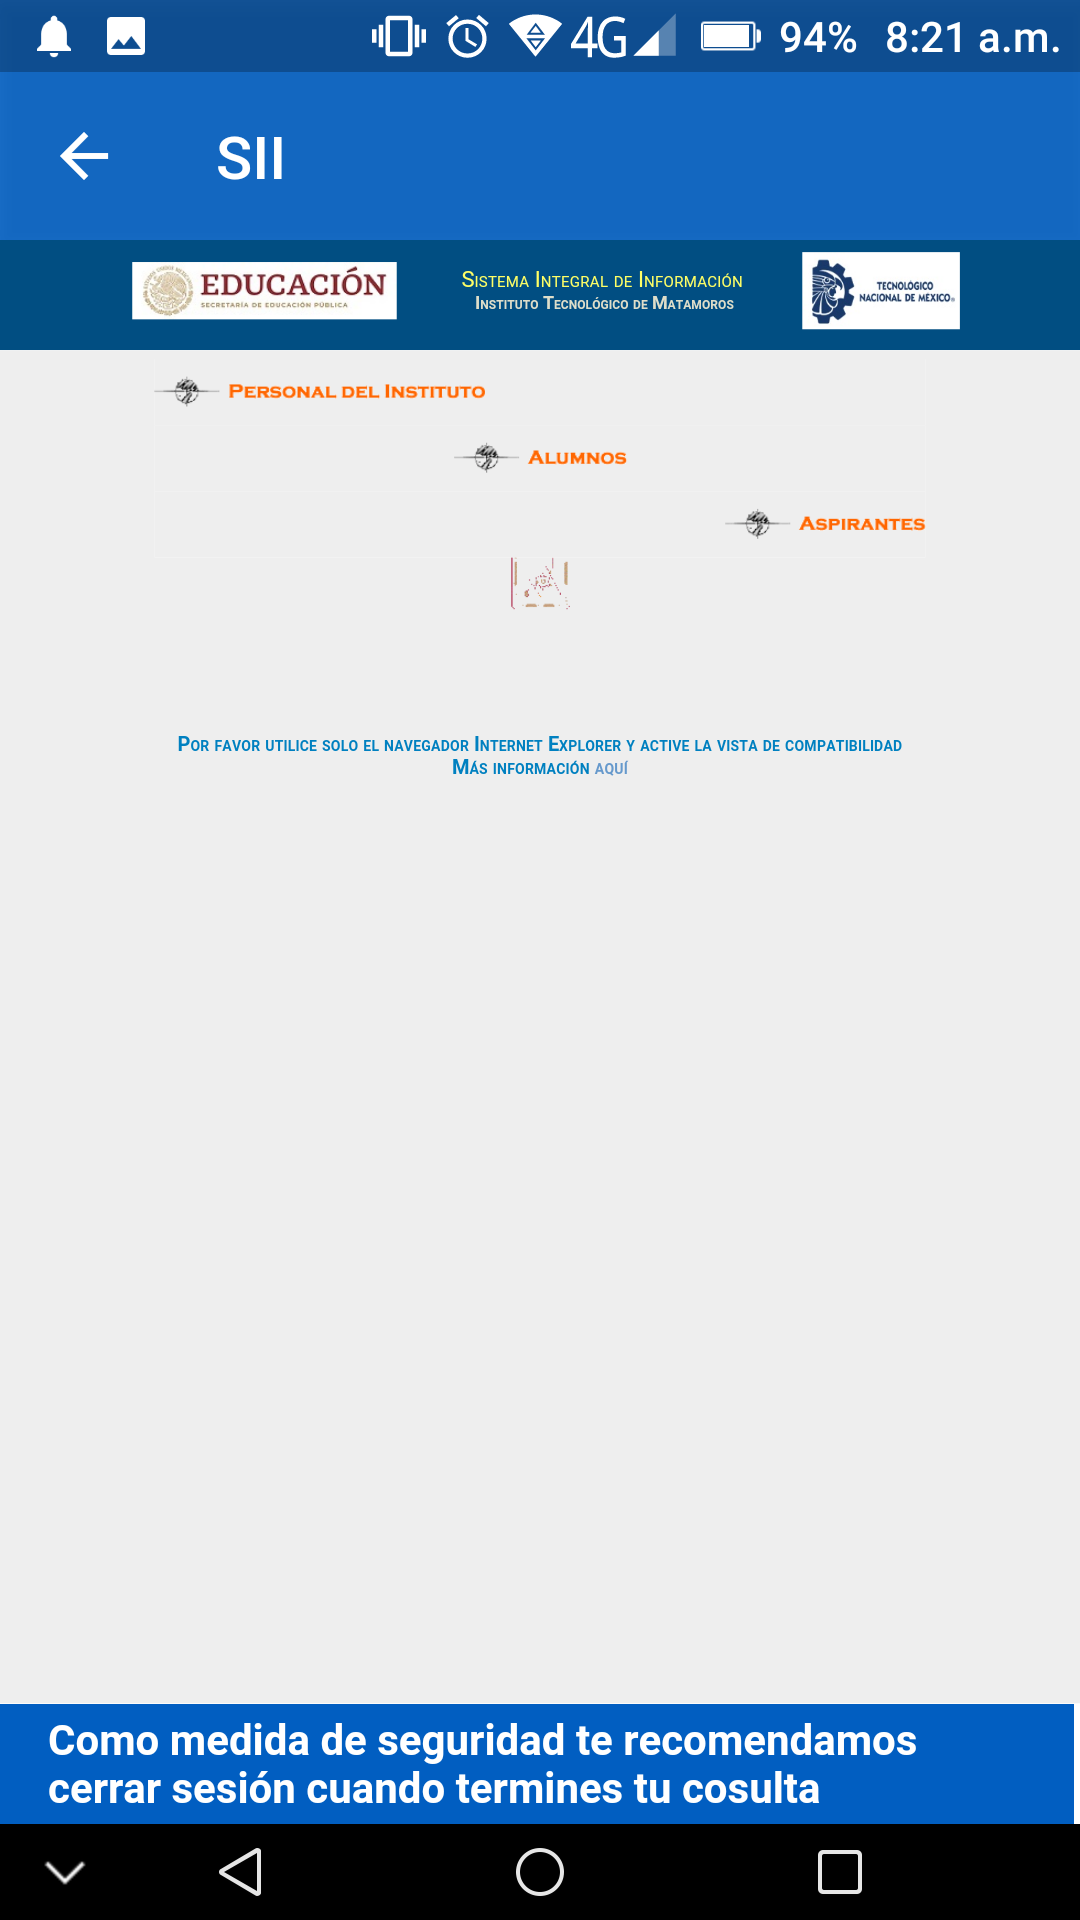 4G 94% 8:21 a.m.
SII
EDUCACIÓN
SECRETARÍA DE EDUCACIÓN PÚBLICA
Sistema Integral de Información
Instituto Tecnológico de Matamoros
TECNOLÓGICO
NACIONAL DE MÉXICO®
Personal del Instituto
Alumnos
Aspirantes
Por favor utilice solo el navegador Internet Explorer y active la vista de compatibilidad
Más información aquí
Como medida de seguridad te recomendamos
cerrar sesión cuando termines tu cosulta